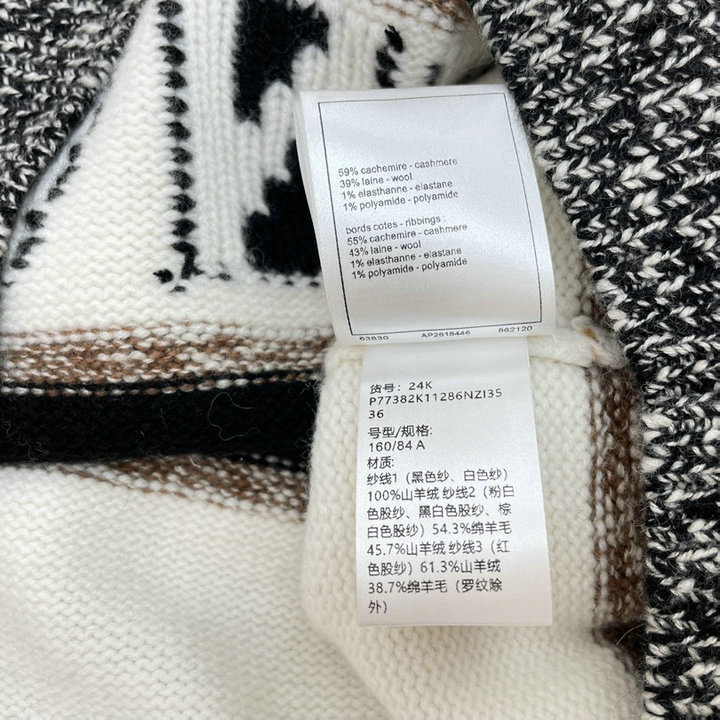 59% cachemire - cashmere
39% laine - wool
1% elasthanne - elastane
1% polyamide - polyamide
bords cotes - ribbings :
55% cachemire - cashmere
43% laine - wool
1% elasthanne - elastane
1% polyamide - polyamide
63830 AP2818446 862120
货号: 24K
P77382K11286NZI35
36
号型/规格:
160/84 A
材质:
纱线1（黑色纱、白色纱）
100%山羊绒 纱线2（粉白
色股纱、黑白色股纱、棕
白色股纱）54.3%绵羊毛
45.7%山羊绒 纱线3（红
色股纱）61.3%山羊绒
38.7%绵羊毛（罗纹除
外）